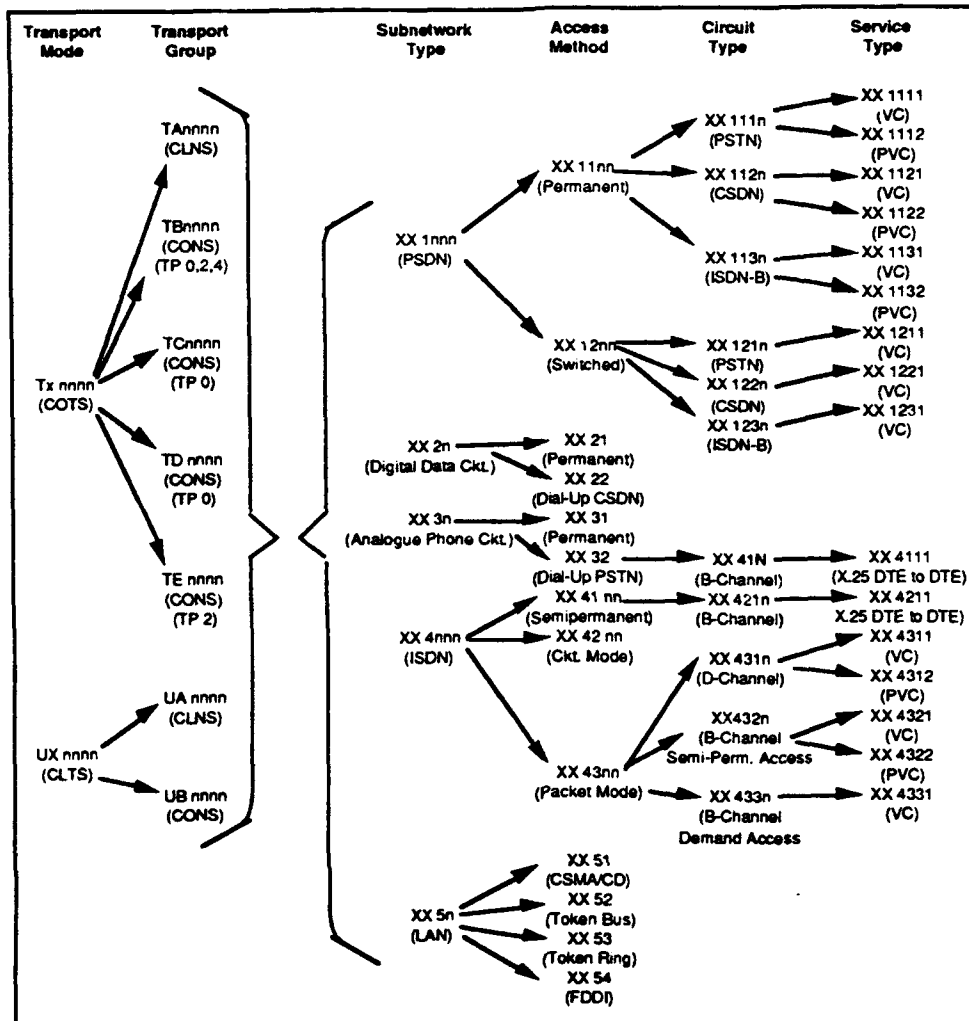 Transport Mode
Transport Group
Subnetwork Type
Access Method
Circuit Type
Service Type
Tx nnnn
(COTS)
UX nnnn
(CLTS)
TAnnnn
(CLNS)
TBnnnn
(CONS)
(TP 0,2,4)
TCnnnn
(CONS)
(TP 0)
TD nnnn
(CONS)
(TP 0)
TE nnnn
(CONS)
(TP 2)
UA nnnn
(CLNS)
UB nnnn
(CONS)
XX 1nnn
(PSDN)
XX 2n
(Digital Data Ckt.)
XX 3n
(Analogue Phone Ckt.)
XX 4nnn
(ISDN)
XX 5n
(LAN)
XX 11nn
(Permanent)
XX 12nn
(Switched)
XX 21
(Permanent)
XX 22
(Dial-Up CSDN)
XX 31
(Permanent)
XX 32
(Dial-Up PSTN)
XX 41 nn
(Semipermanent)
XX 42 nn
(Ckt. Mode)
XX 43nn
(Packet Mode)
XX 51
(CSMA/CD)
XX 52
(Token Bus)
XX 53
(Token Ring)
XX 54
(FDDI)
XX 111n
(PSTN)
XX 112n
(CSDN)
XX 113n
(ISDN-B)
XX 121n
(PSTN)
XX 122n
(CSDN)
XX 123n
(ISDN-B)
XX 41N
(B-Channel)
XX 421n
(B-Channel)
XX 431n
(D-Channel)
XX432n
(B-Channel
Semi-Perm. Access
XX 433n
(B-Channel
Demand Access
XX 1111
(VC)
XX 1112
(PVC)
XX 1121
(VC)
XX 1122
(PVC)
XX 1131
(VC)
XX 1132
(PVC)
XX 1211
(VC)
XX 1221
(VC)
XX 1231
(VC)
XX 4111
(X.25 DTE to DTE)
XX 4211
X.25 DTE to DTE)
XX 4311
(VC)
XX 4312
(PVC)
XX 4321
(VC)
XX 4322
(PVC)
XX 4331
(VC)